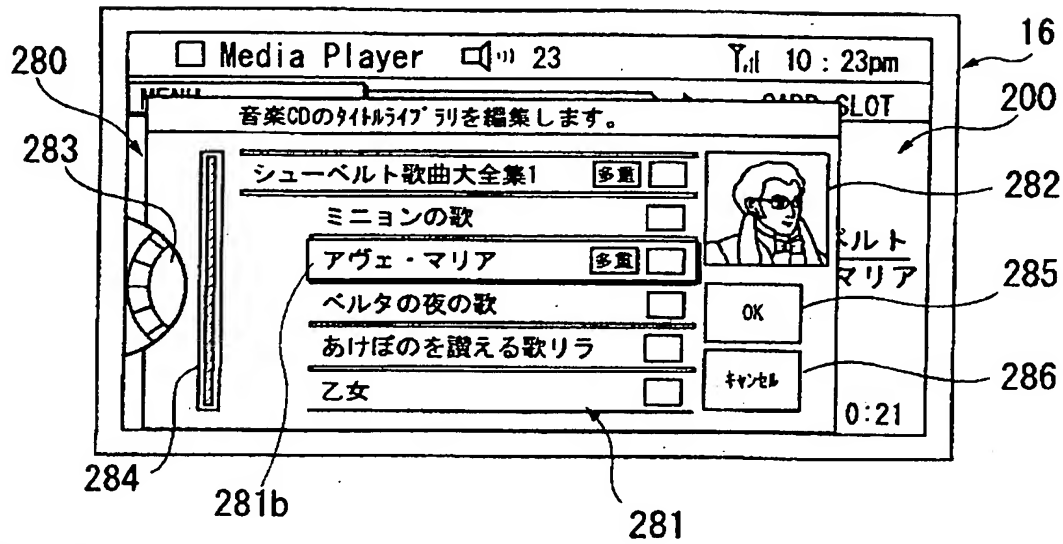 16
280
Media Player 23 10 : 23pm
MENU CARD SLOT
200
283
音楽CDのタイトルライブラリを編集します。
シューベルト歌曲大全集1 多重
282
ミニョンの歌
ベルト
アヴェ・マリア 多重
マリア
285
ベルタの夜の歌
OK
あけぼのを讃える歌リラ
286
キャンセル
乙女
0:21
284
281b
281